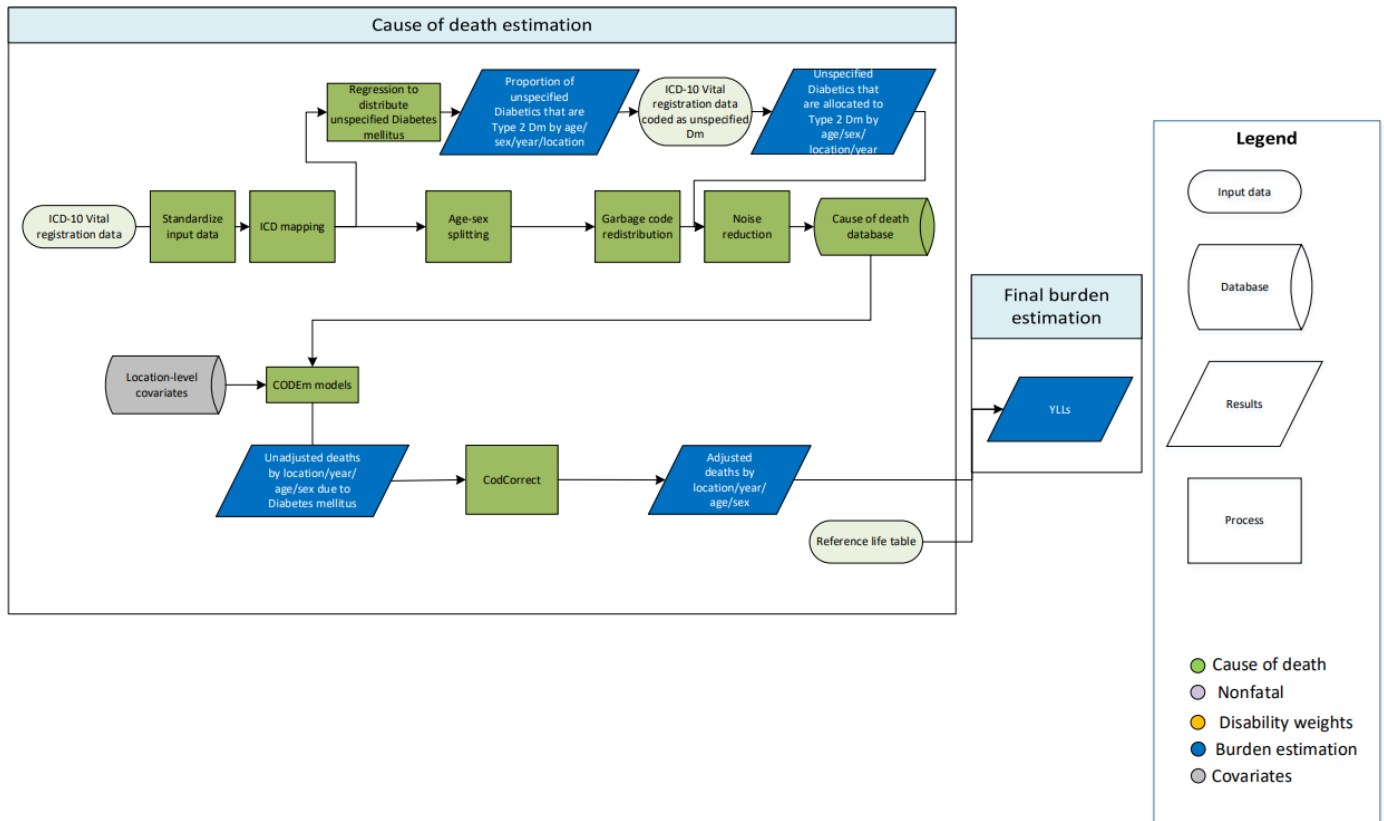 Cause of death estimation
Regression to
distribute
unspecified Diabetes
mellitus
Proportion of
unspecified
Diabetics that are
Type 2 Dm by age/
sex/year/location
ICD-10 Vital
registration data
coded as unspecified
Dm
Unspecified
Diabetics that
are allocated to
Type 2 Dm by
age/sex/
location/year
ICD-10 Vital
registration data
Standardize
input data
ICD mapping
Age-sex
splitting
Garbage code
redistribution
Noise
reduction
Cause of death
database
Location-level
covariates
CODEm models
Unadjusted deaths
by location/year/
age/sex due to
Diabetes mellitus
CodCorrect
Adjusted
deaths by
location/year/
age/sex
Reference life table
Final burden
estimation
YLLs
Legend
Input data
Database
Results
Process
Cause of death
Nonfatal
Disability weights
Burden estimation
Covariates